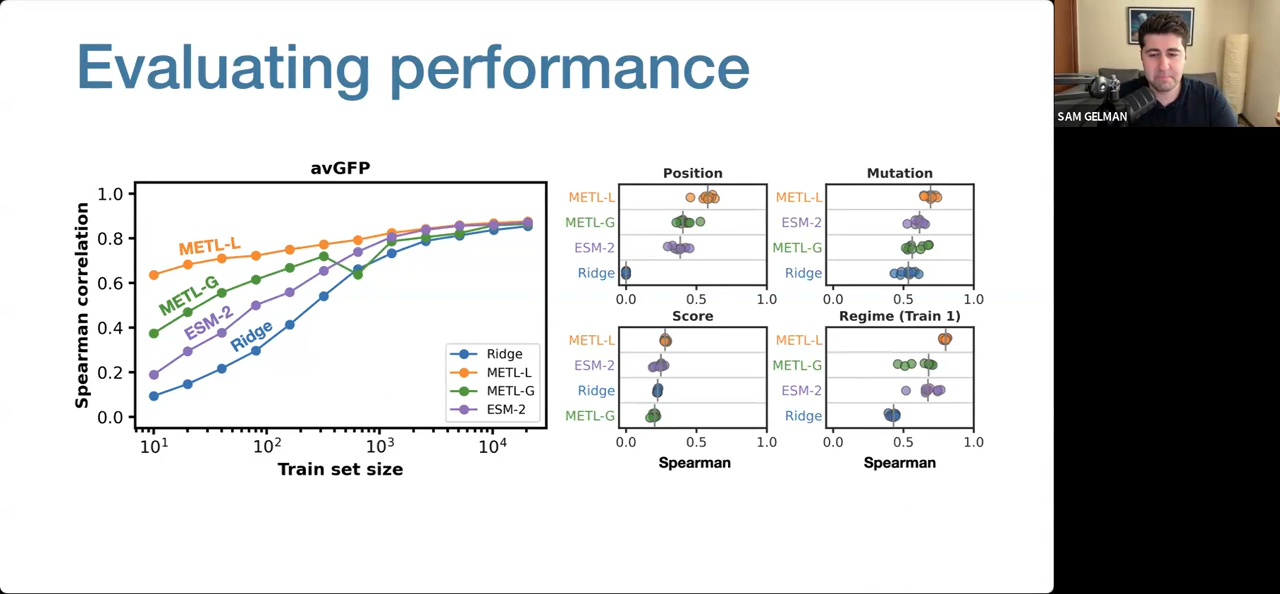 Evaluating performance
SAM GELMAN
avGFP
Spearman correlation
1.0
0.8
0.6
0.4
0.2
0.0
METL-L
METL-G
ESM-2
Ridge
Ridge
METL-L
METL-G
ESM-2
10¹ 10² 10³ 10⁴
Train set size
Position
METL-L
METL-G
ESM-2
Ridge
0.0 0.5 1.0
Mutation
METL-L
ESM-2
METL-G
Ridge
0.0 0.5 1.0
Score
METL-L
ESM-2
Ridge
METL-G
0.0 0.5 1.0
Spearman
Regime (Train 1)
METL-L
METL-G
ESM-2
Ridge
0.0 0.5 1.0
Spearman